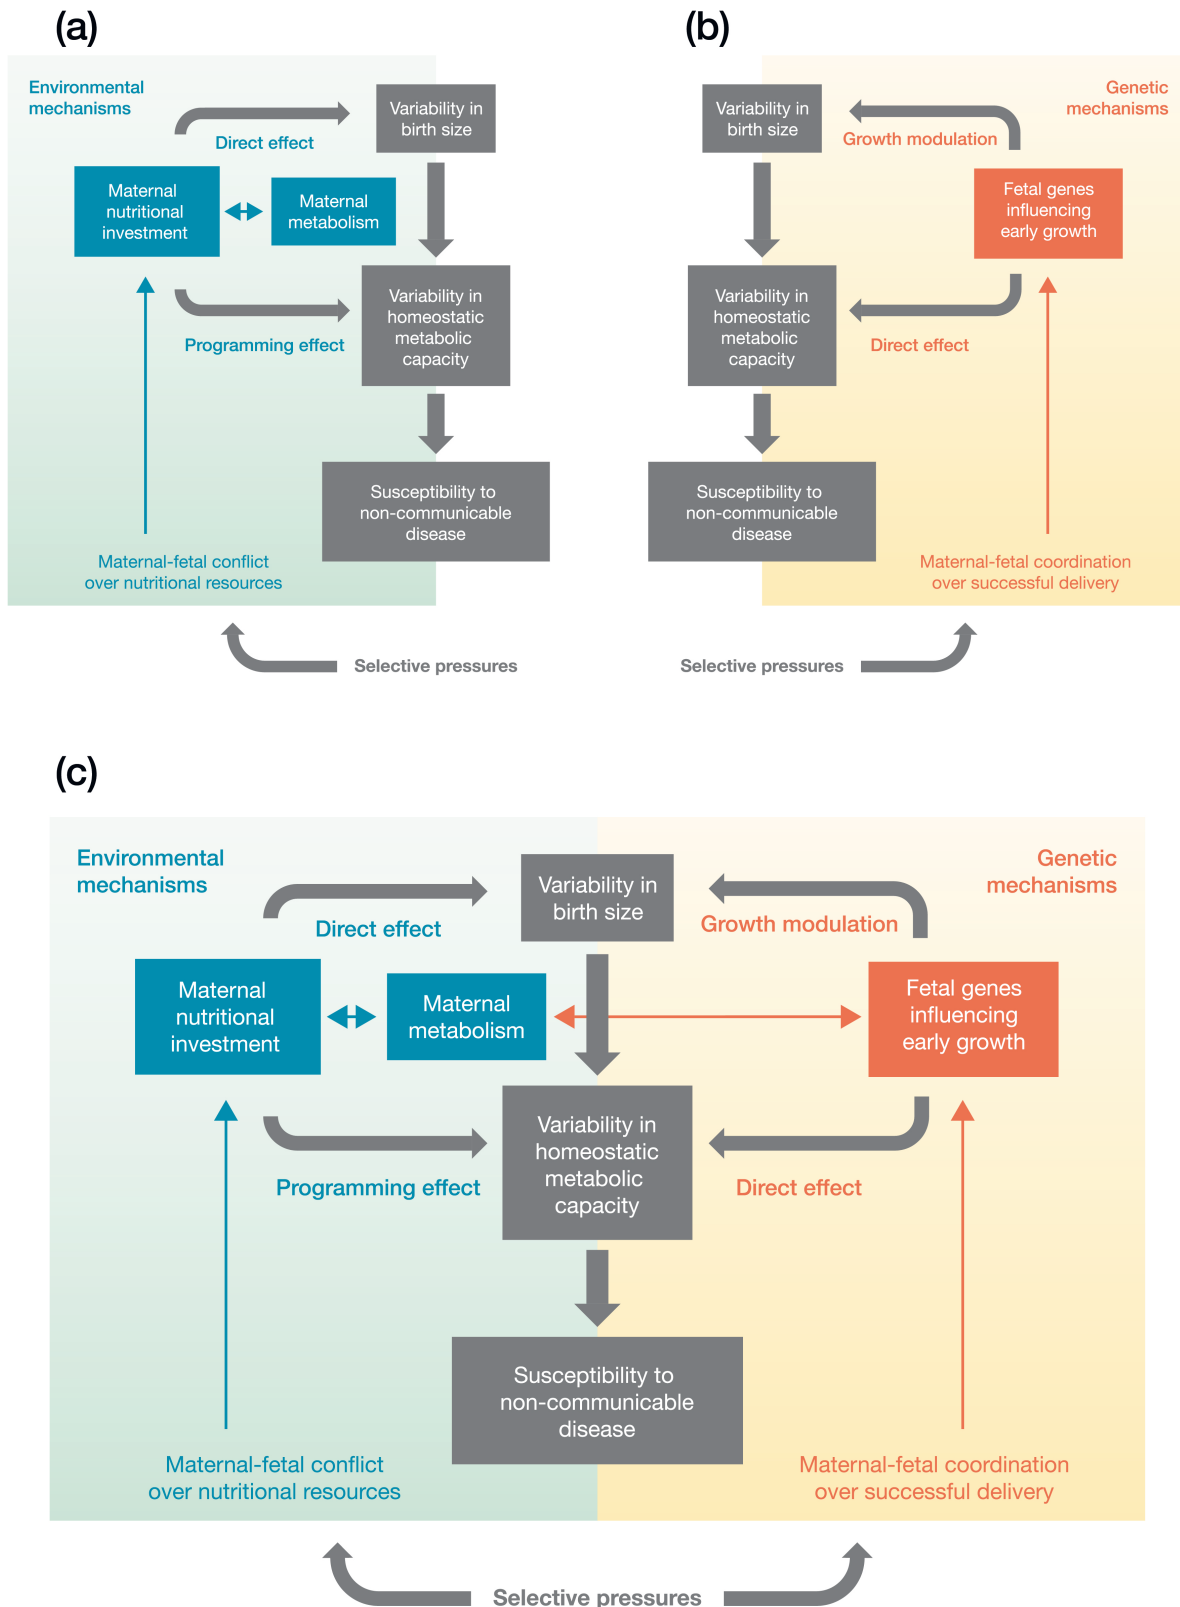 (a)
Environmental
mechanisms
Variability in
birth size
Direct effect
Maternal
nutritional
investment
Maternal
metabolism
Variability in
homeostatic
metabolic
capacity
Programming effect
Susceptibility to
non-communicable
disease
Maternal-fetal conflict
over nutritional resources
Selective pressures
(b)
Genetic
mechanisms
Variability in
birth size
Growth modulation
Fetal genes
influencing
early growth
Variability in
homeostatic
metabolic
capacity
Direct effect
Susceptibility to
non-communicable
disease
Maternal-fetal coordination
over successful delivery
Selective pressures
(c)
Environmental
mechanisms
Genetic
mechanisms
Variability in
birth size
Direct effect
Growth modulation
Maternal
nutritional
investment
Maternal
metabolism
Fetal genes
influencing
early growth
Variability in
homeostatic
metabolic
capacity
Programming effect
Direct effect
Susceptibility to
non-communicable
disease
Maternal-fetal conflict
over nutritional resources
Maternal-fetal coordination
over successful delivery
Selective pressures